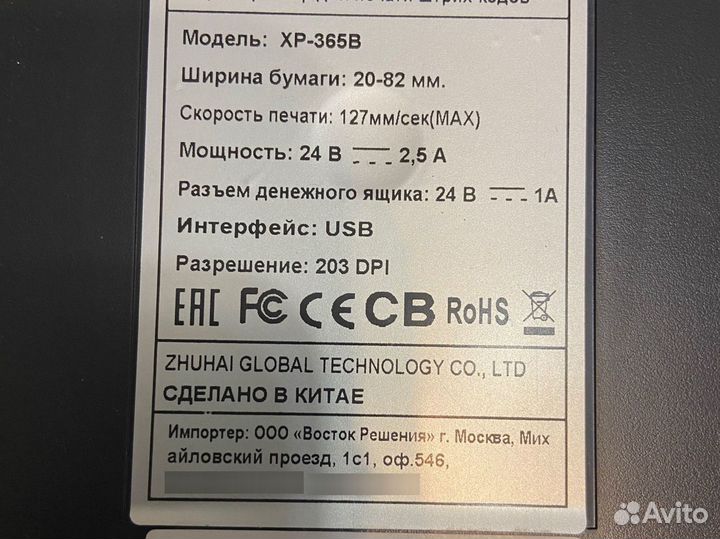 Модель: XP-365B
Ширина бумаги: 20-82 мм.
Скорость печати: 127мм/сек(MAX)
Мощность: 24 В 2,5 А
Разъем денежного ящика: 24 В 1А
Интерфейс: USB
Разрешение: 203 DPI
EAC FC CE CB RoHS
ZHUHAI GLOBAL TECHNOLOGY CO., LTD
СДЕЛАНО В КИТАЕ
Импортер: ООО «Восток Решения» г. Москва, Мих
айловский проезд, 1с1, оф.546,
Avito